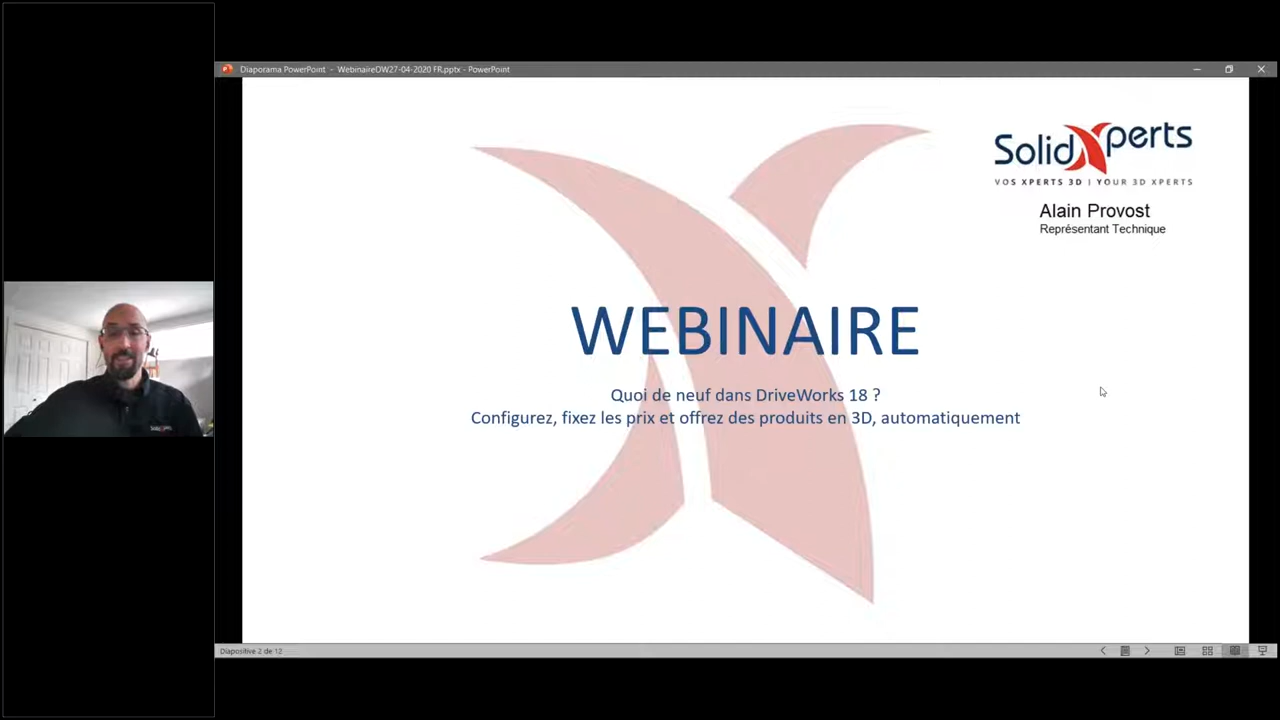 Diaporama PowerPoint - WebinaireDW27-04-2020 FR.pptx - PowerPoint
SolidXperts
VOS XPERTS 3D | YOUR 3D XPERTS
Alain Provost
Représentant Technique
WEBINAIRE
Quoi de neuf dans DriveWorks 18 ?
Configurez, fixez les prix et offrez des produits en 3D, automatiquement
SolidXperts
Diapositive 2 de 12